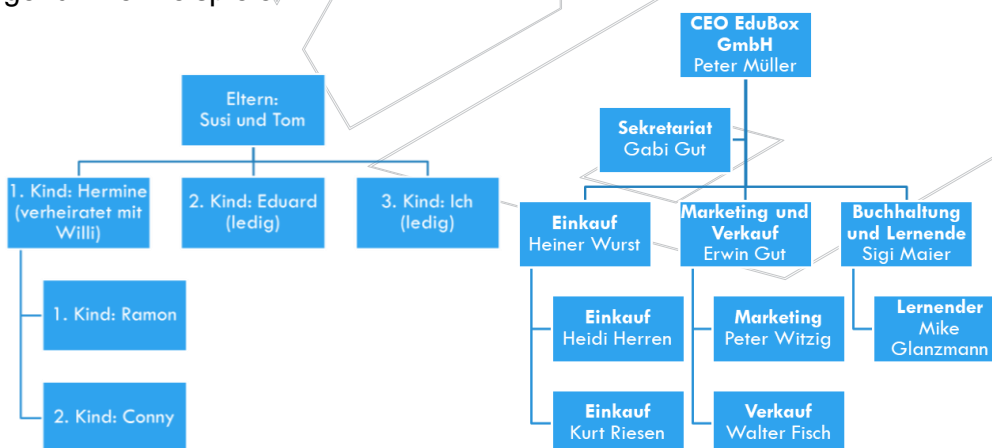 Eltern:
Susi und Tom
1. Kind: Hermine
(verheiratet mit
Willi)
2. Kind: Eduard
(ledig)
3. Kind: Ich
(ledig)
1. Kind: Ramon
2. Kind: Conny
CEO EduBox
GmbH
Peter Müller
Sekretariat
Gabi Gut
Einkauf
Heiner Wurst
Marketing und
Verkauf
Erwin Gut
Buchhaltung
und Lernende
Sigi Maier
Einkauf
Heidi Herren
Einkauf
Kurt Riesen
Marketing
Peter Witzig
Verkauf
Walter Fisch
Lernender
Mike
Glanzmann